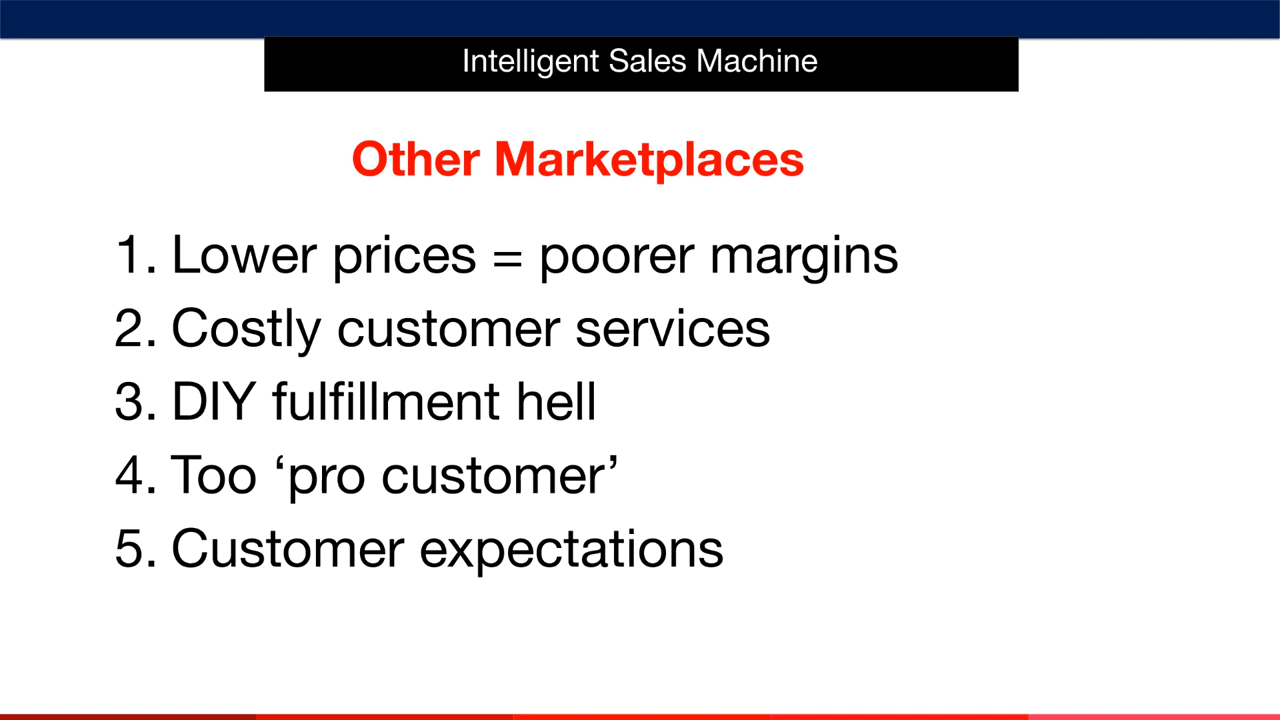 Intelligent Sales Machine
Other Marketplaces
1. Lower prices = poorer margins
2. Costly customer services
3. DIY fulfillment hell
4. Too ‘pro customer’
5. Customer expectations